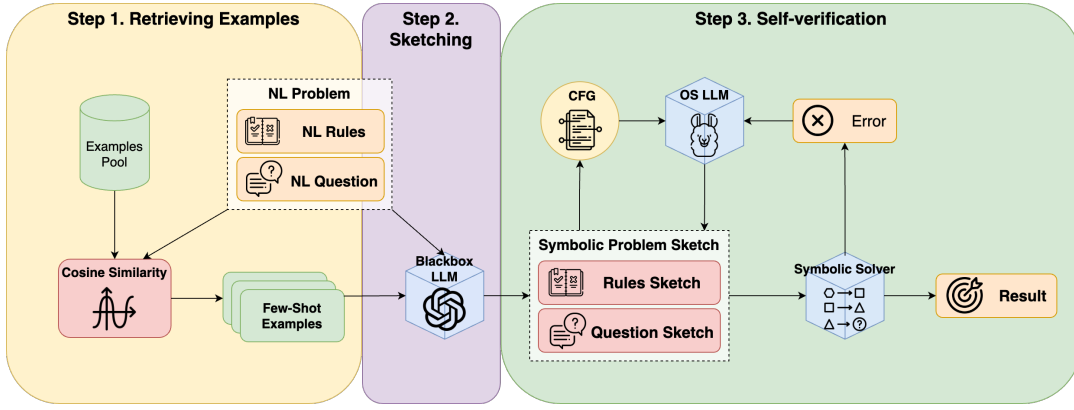 Step 1. Retrieving Examples
Examples
Pool
NL Problem
NL Rules
NL Question
Cosine Similarity
Few-Shot
Examples
Step 2.
Sketching
Blackbox
LLM
Step 3. Self-verification
CFG
OS LLM
Error
Symbolic Problem Sketch
Rules Sketch
Question Sketch
Symbolic Solver
?
Result